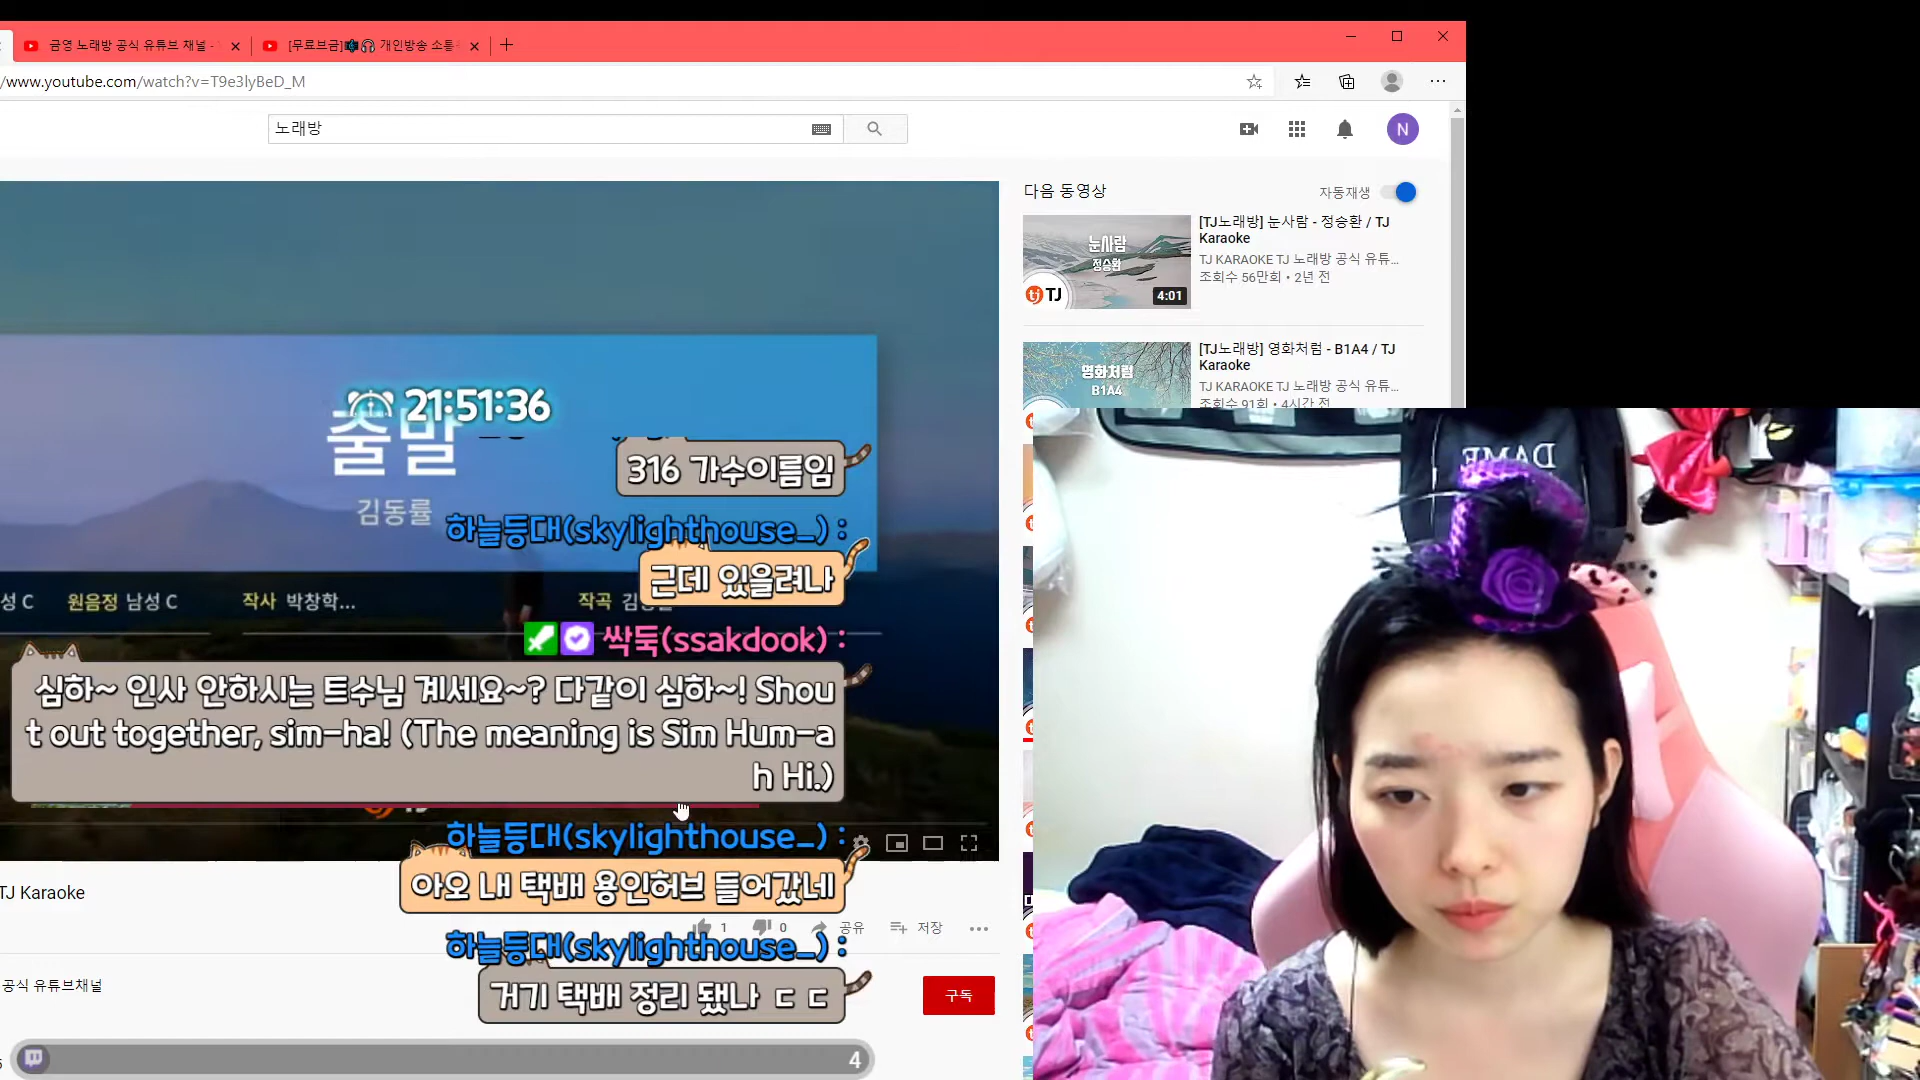 금영 노래방 공식 유튜브 채널 -
[무료브금] 개인방송 소통
/www.youtube.com/watch?v=T9e3lyBeD_M
노래방
N
다음 동영상
자동재생
[TJ노래방] 눈사람 - 정승환 / TJ
Karaoke
TJ KARAOKE TJ 노래방 공식 유튜...
조회수 56만회 • 2년 전
눈사람
정승환
TJ
4:01
[TJ노래방] 영화처럼 - B1A4 / TJ
Karaoke
TJ KARAOKE TJ 노래방 공식 유튜...
조회수 91회 • 4시간 전
영화처럼
B1A4
DAME
21:51:36
출발
김동률
316 가수이름임
하늘등대(skylighthouse_) :
근데 있을려나
성 C
원음정 남성 C
작사 박창학...
작곡
싹둑(ssakdook) :
심하~ 인사 안하시는 트수님 계세요~? 다같이 심하~! Shou
t out together, sim-ha! (The meaning is Sim Hum-a
h Hi.)
하늘등대(skylighthouse_) :
아오 내 택배 용인허브 들어갔네
TJ Karaoke
1
0
공유
저장
하늘등대(skylighthouse_) :
거기 택배 정리 됐나 ㄷㄷ
공식 유튜브채널
구독
4